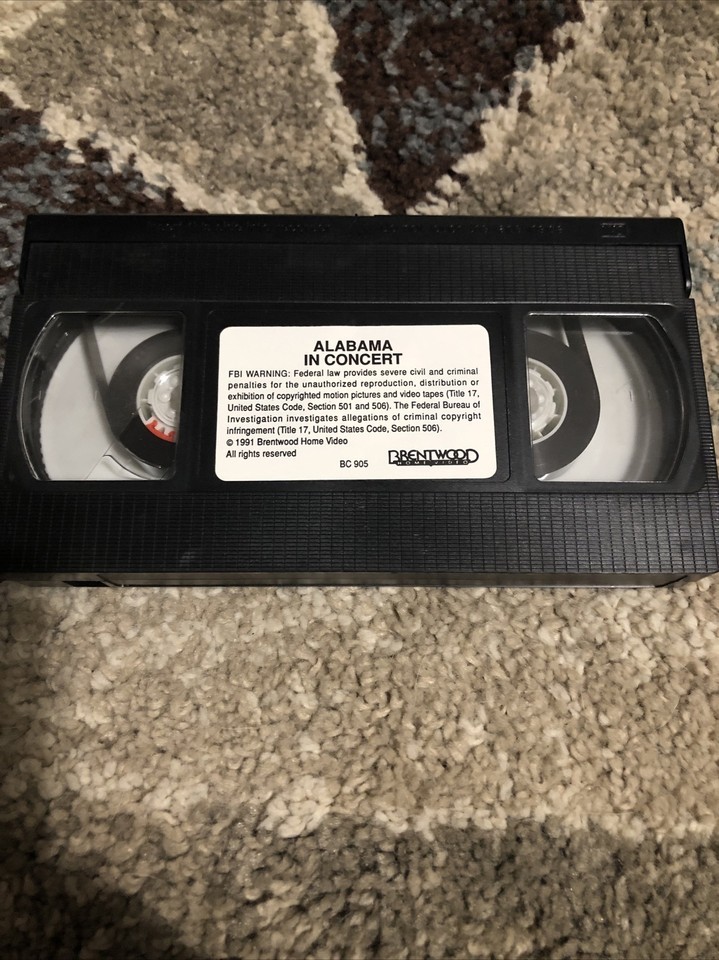 ALABAMA
IN CONCERT
FBI WARNING: Federal law provides severe civil and criminal
penalties for the unauthorized reproduction, distribution or
exhibition of copyrighted motion pictures and video tapes (Title 17,
United States Code, Section 501 and 506). The Federal Bureau of
Investigation investigates allegations of criminal copyright
infringement (Title 17, United States Code, Section 506).
© 1991 Brentwood Home Video
All rights reserved
BC 905
BRENTWOOD
HOME VIDEO